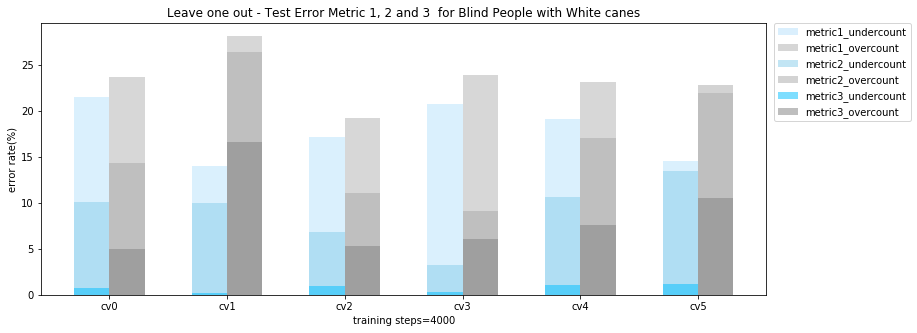 Leave one out - Test Error Metric 1, 2 and 3  for Blind People with White canes
metric1_undercount
metric1_overcount
metric2_undercount
metric2_overcount
metric3_undercount
metric3_overcount
error rate(%)
25
20
15
10
5
0
cv0 cv1 cv2 cv3 cv4 cv5
training steps=4000